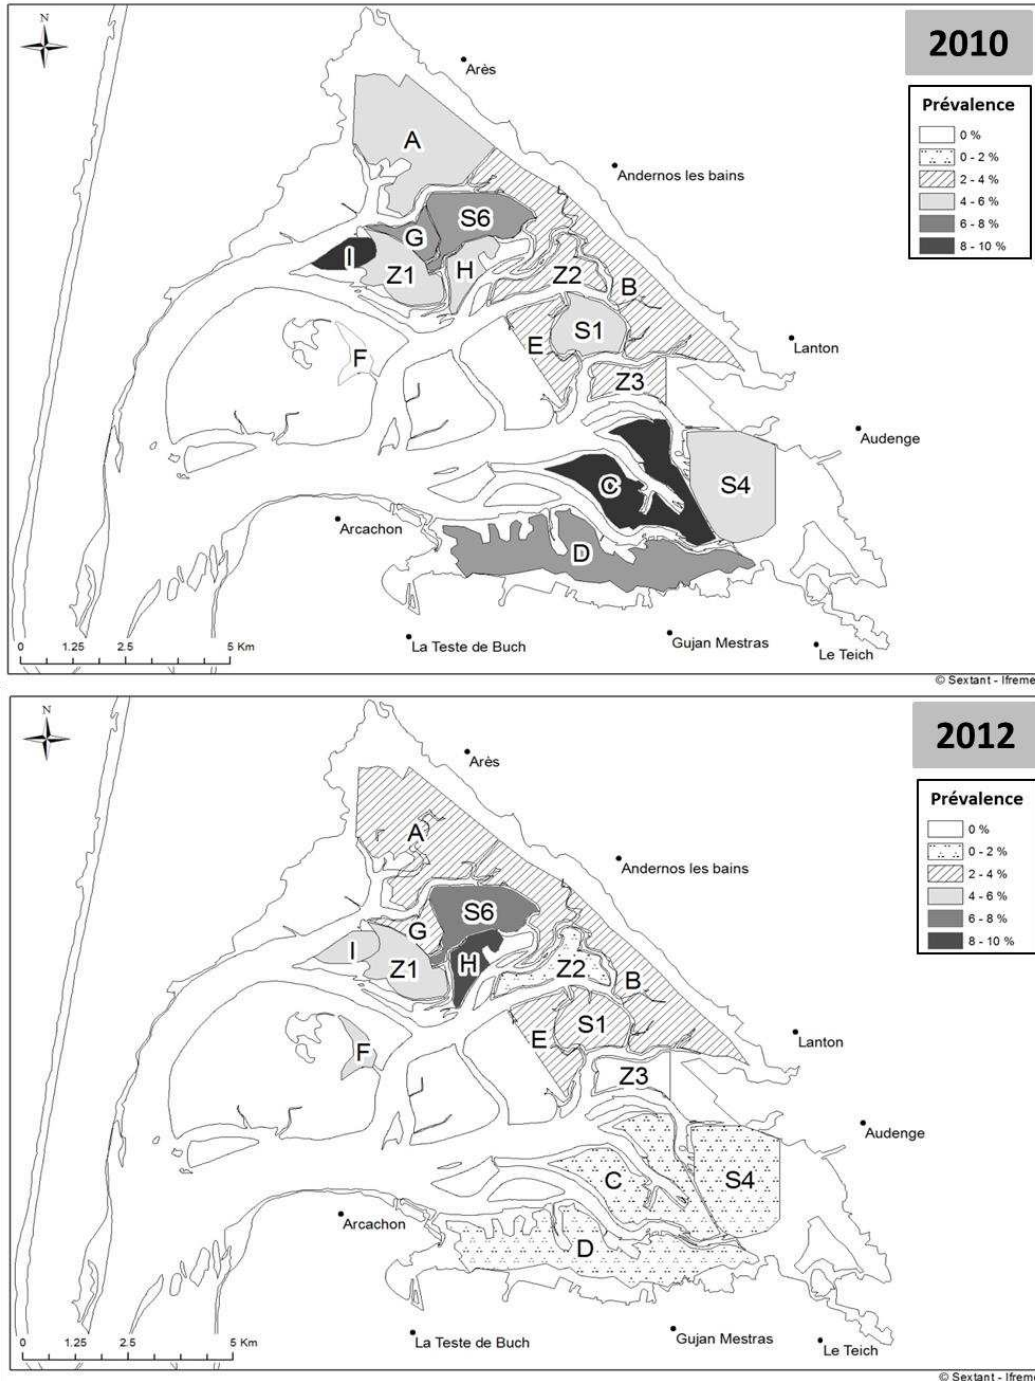 2010
N
Arès
Prévalence
0 %
0 - 2 %
2 - 4 %
4 - 6 %
6 - 8 %
8 - 10 %
A
Andernos les bains
S6
G
I
H
Z1
Z2
B
S1
E
F
Lanton
Z3
Audenge
C
S4
Arcachon
D
0 1.25 2.5 5 Km
La Teste de Buch
Gujan Mestras
Le Teich
© Sextant - Ifreme
2012
N
Arès
Prévalence
0 %
0 - 2 %
2 - 4 %
4 - 6 %
6 - 8 %
8 - 10 %
A
Andernos les bains
S6
G
I
H
Z1
Z2
B
S1
E
F
Lanton
Z3
Audenge
C
S4
Arcachon
D
0 1.25 2.5 5 Km
La Teste de Buch
Gujan Mestras
Le Teich
© Sextant - Ifreme